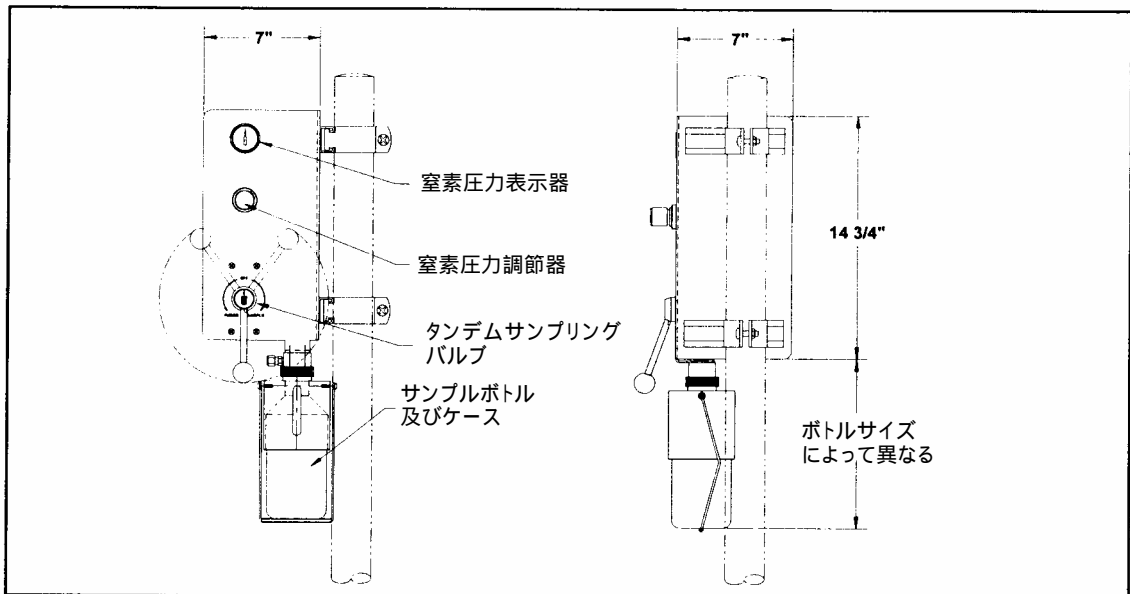 7"
窒素圧力表示器
窒素圧力調節器
タンデムサンプリング
バルブ
サンプルボトル
及びケース
7"
14 3/4"
ボトルサイズ
によって異なる